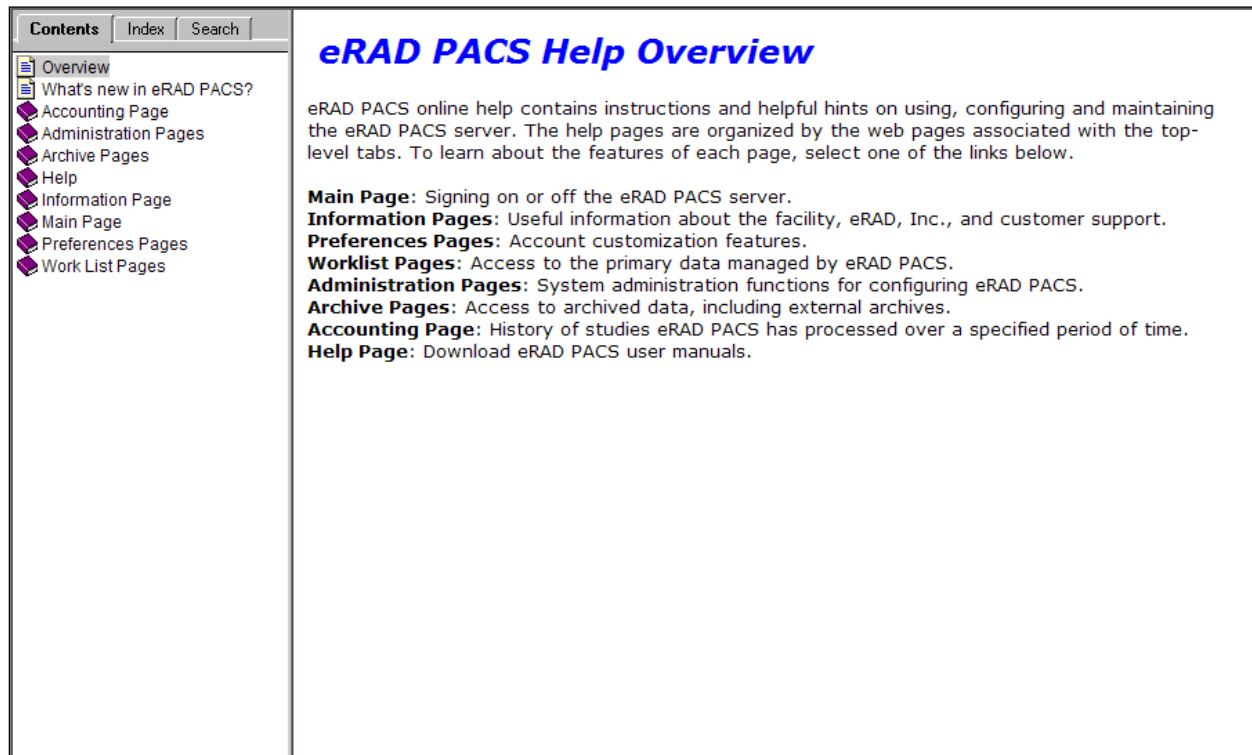 Contents Index Search
Overview
What's new in eRAD PACS?
Accounting Page
Administration Pages
Archive Pages
Help
Information Page
Main Page
Preferences Pages
Work List Pages
eRAD PACS Help Overview
eRAD PACS online help contains instructions and helpful hints on using, configuring and maintaining
the eRAD PACS server. The help pages are organized by the web pages associated with the top-
level tabs. To learn about the features of each page, select one of the links below.
Main Page: Signing on or off the eRAD PACS server.
Information Pages: Useful information about the facility, eRAD, Inc., and customer support.
Preferences Pages: Account customization features.
Worklist Pages: Access to the primary data managed by eRAD PACS.
Administration Pages: System administration functions for configuring eRAD PACS.
Archive Pages: Access to archived data, including external archives.
Accounting Page: History of studies eRAD PACS has processed over a specified period of time.
Help Page: Download eRAD PACS user manuals.